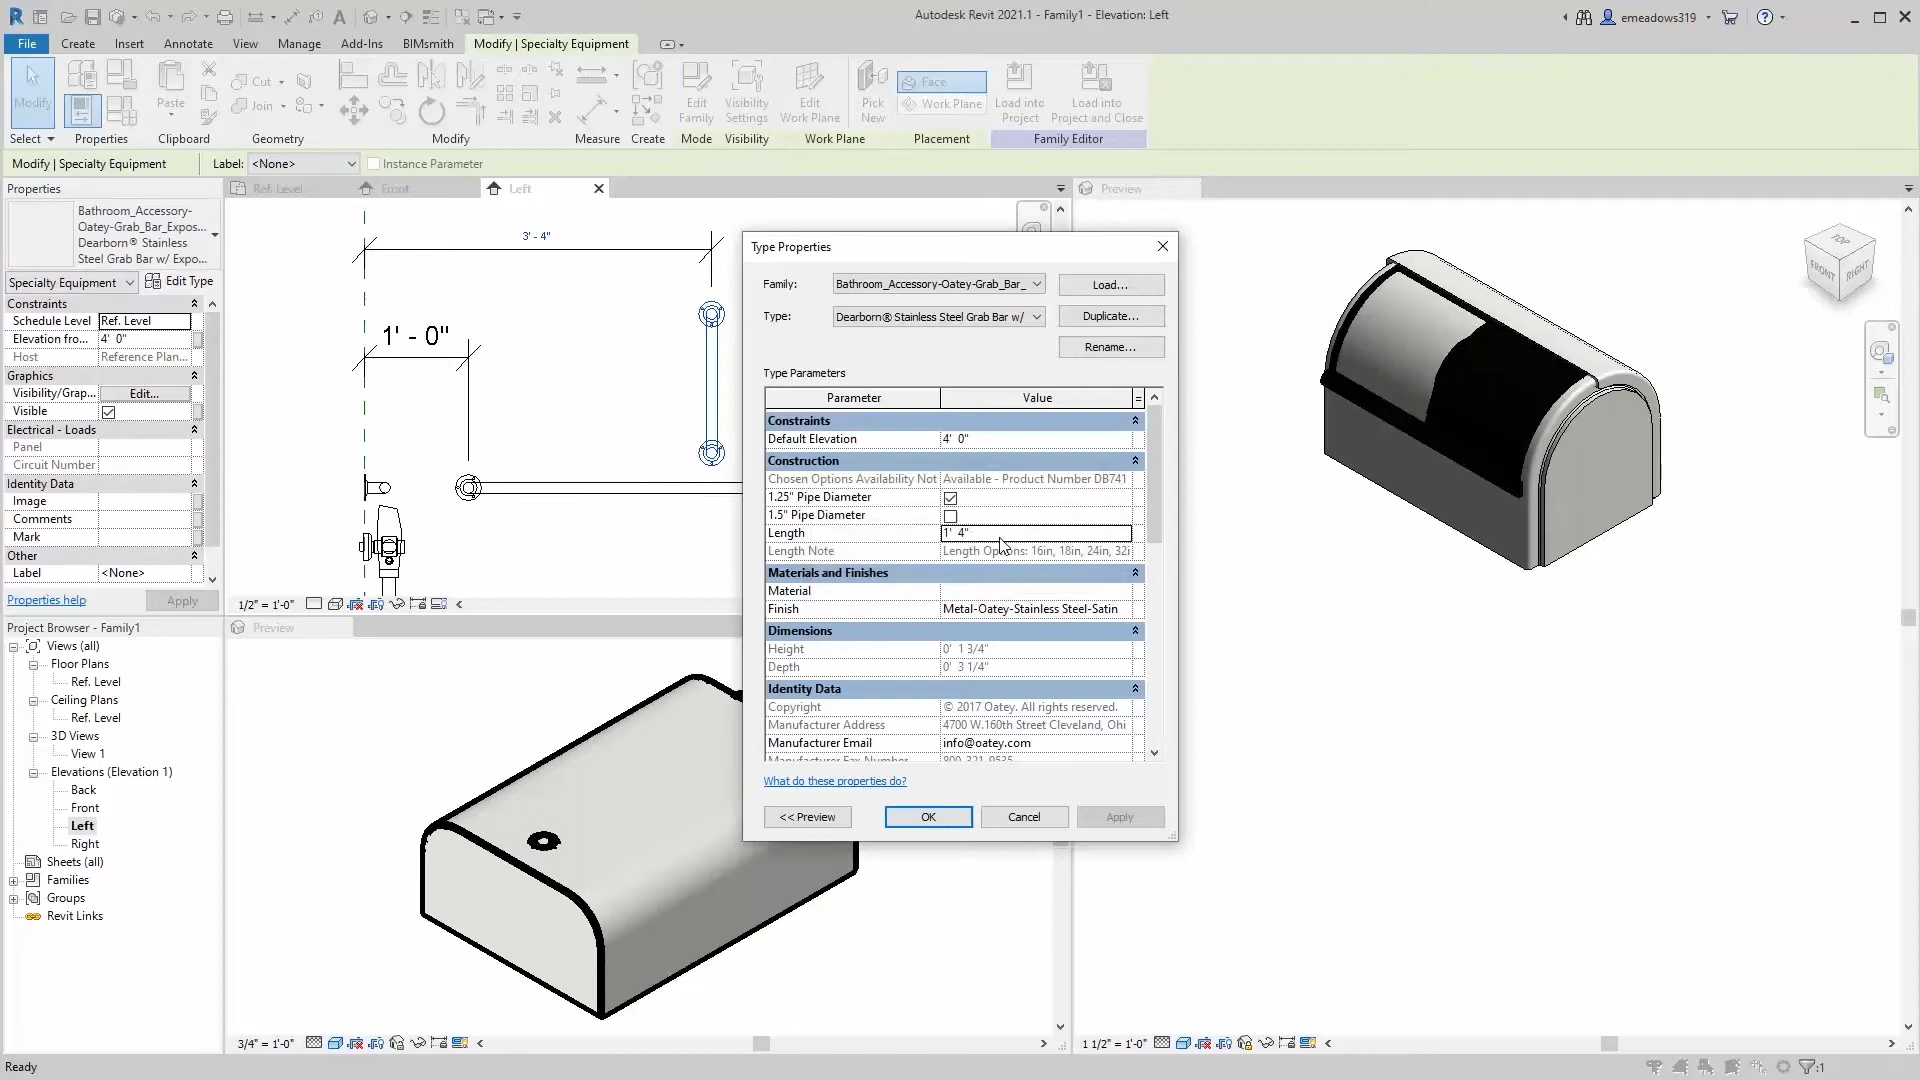 Autodesk Revit 2021.1 - Family1 - Elevation: Left
emeadows319
File
Create
Insert
Annotate
View
Manage
Add-Ins
BIMsmith
Modify | Specialty Equipment
Modify
Paste
Cut
Join
Edit Family
Visibility Settings
Edit Work Plane
Pick New
Face
Work Plane
Load into Project
Load into Project and Close
Select
Properties
Clipboard
Geometry
Modify
Measure
Create
Mode
Visibility
Work Plane
Placement
Family Editor
Modify | Specialty Equipment
Label:
<None>
Instance Parameter
Properties
Ref. Level
Front
Left
Preview
Bathroom_Accessory-
Oatey-Grab_Bar_Expos...
Dearborn® Stainless
Steel Grab Bar w/ Expo...
Specialty Equipment
Edit Type
Constraints
Schedule Level
Ref. Level
Elevation fro...
4' 0"
Host
Reference Plan...
Graphics
Visibility/Grap...
Edit...
Visible
Electrical - Loads
Panel
Circuit Number
Identity Data
Image
Comments
Mark
Other
Label
<None>
Properties help
Apply
3' - 4"
1' - 0"
1/2" = 1'-0"
Project Browser - Family1
Views (all)
Floor Plans
Ref. Level
Ceiling Plans
Ref. Level
3D Views
View 1
Elevations (Elevation 1)
Back
Front
Left
Right
Sheets (all)
Families
Groups
Revit Links
Preview
3/4" = 1'-0"
TOP
FRONT
RIGHT
1 1/2" = 1'-0"
Type Properties
Family:
Bathroom_Accessory-Oatey-Grab_Bar_
Load...
Type:
Dearborn® Stainless Steel Grab Bar w/
Duplicate...
Rename...
Type Parameters
Parameter
Value
=
Constraints
Default Elevation
4' 0"
Construction
Chosen Options Availability Not
Available - Product Number DB741
1.25" Pipe Diameter
1.5" Pipe Diameter
Length
1' 4"
Length Note
Length Options: 16in, 18in, 24in, 32i
Materials and Finishes
Material
Finish
Metal-Oatey-Stainless Steel-Satin
Dimensions
Height
0' 1 3/4"
Depth
0' 3 1/4"
Identity Data
Copyright
© 2017 Oatey. All rights reserved.
Manufacturer Address
4700 W.160th Street Cleveland, Ohi
Manufacturer Email
info@oatey.com
Manufacturer Fax Number
800-321-9535
What do these properties do?
<< Preview
OK
Cancel
Apply
Ready
:1